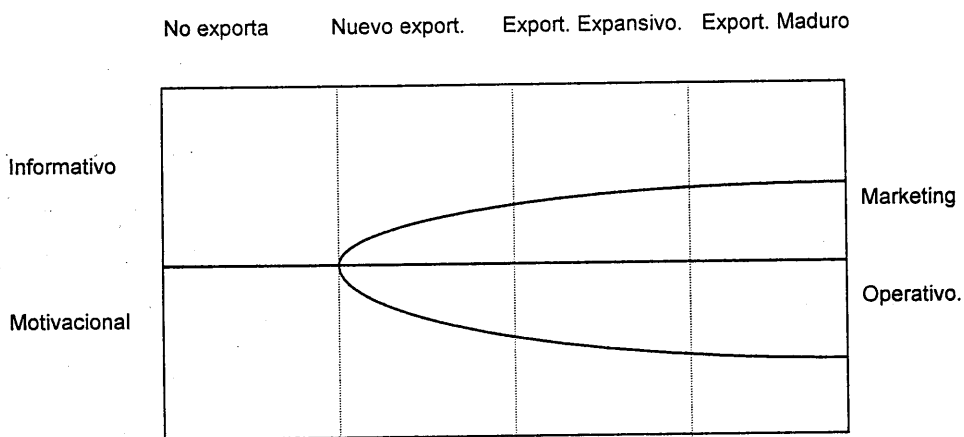 No exporta Nuevo export. Export. Expansivo. Export. Maduro
Informativo
Marketing
Operativo.
Motivacional